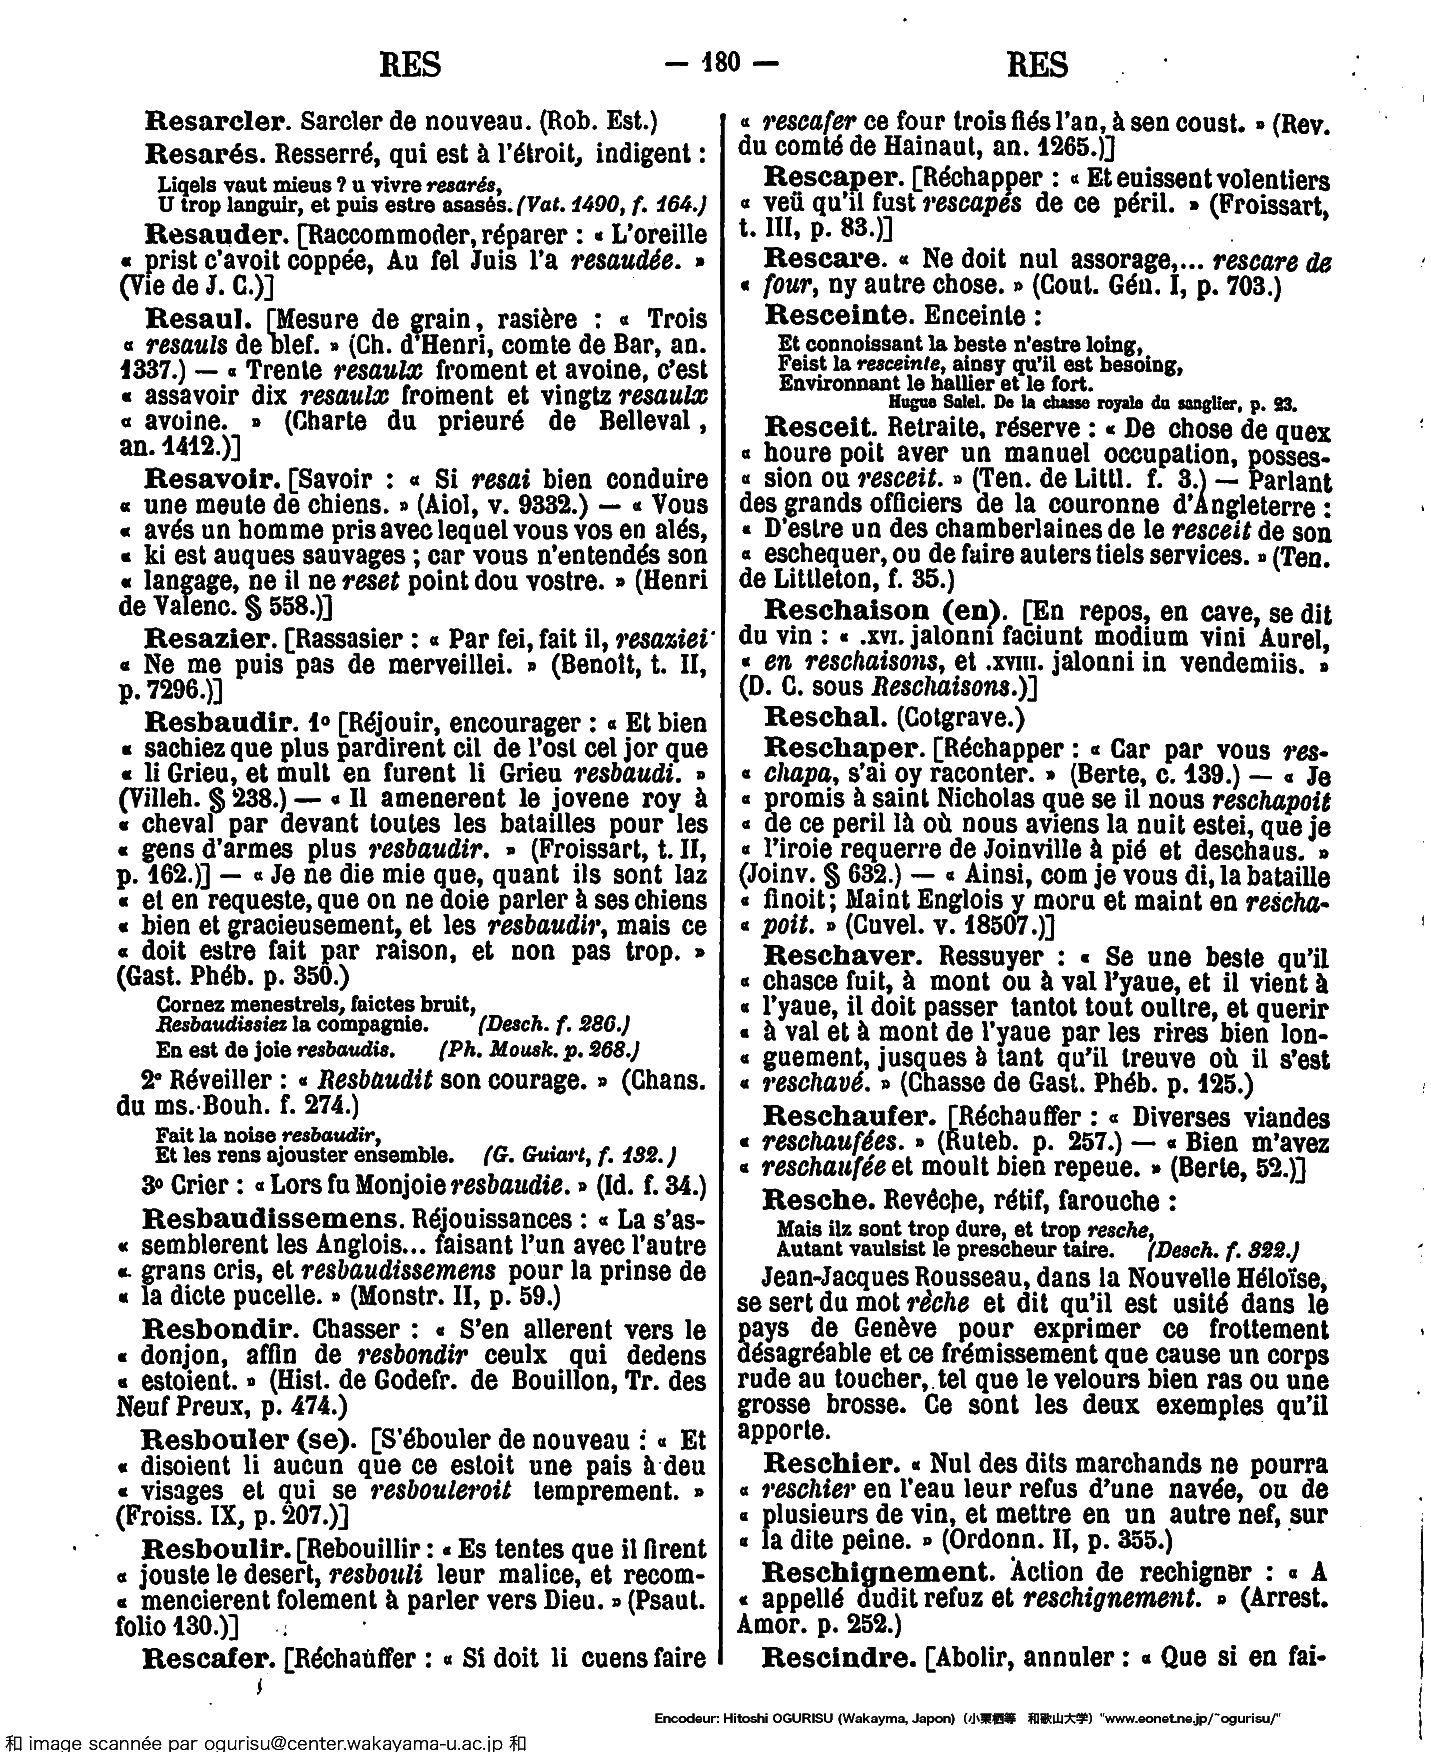 RES — 180 — RES
Resarcler. Sarcler de nouveau. (Rob. Est.)
Resarés. Resserré, qui est à l'étroit, indigent :
Liqels vaut mieus ? u vivre resarés,
U trop languir, et puis estre asasés. (Vat. 1490, f. 164.)
Resauder. [Raccommoder, réparer : « L'oreille
« prist c'avoit coppée, Au fel Juis l'a resaudée. »
(Vie de J. C.)]
Resaul. [Mesure de grain, rasière : « Trois
« resauls de blef. » (Ch. d'Henri, comte de Bar, an.
1337.) — « Trente resaulx froment et avoine, c'est
« assavoir dix resaulx froment et vingtz resaulx
« avoine. » (Charte du prieuré de Belleval,
an. 1412.)]
Resavoir. [Savoir : « Si resai bien conduire
« une meute de chiens. » (Aiol, v. 9332.) — « Vous
« avés un homme pris avec lequel vous vos en alés,
« ki est auques sauvages ; car vous n'entendés son
« langage, ne il ne reset point dou vostre. » (Henri
de Valenc. § 558.)]
Resazier. [Rassasier : « Par fei, fait il, resaziei
« Ne me puis pas de merveillei. » (Benoît, t. II,
p. 7296.)]
Resbaudir. 1º [Réjouir, encourager : « Et bien
« sachiez que plus pardirent cil de l'ost cel jor que
« li Grieu, et mult en furent li Grieu resbaudi. »
(Villeh. § 238.) — « Il amenerent le jovene roy à
« cheval par devant toutes les batailles pour les
« gens d'armes plus resbaudir. » (Froissart, t. II,
p. 162.)] — « Je ne die mie que, quant ils sont laz
« et en requeste, que on ne doie parler à ses chiens
« bien et gracieusement, et les resbaudir, mais ce
« doit estre fait par raison, et non pas trop. »
(Gast. Phéb. p. 350.)
Cornez menestrels, faictes bruit,
Resbaudissiez la compagnie. (Desch. f. 286.)
En est de joie resbaudis. (Ph. Mousk. p. 268.)
2º Réveiller : « Resbaudit son courage. » (Chans.
du ms. Bouh. f. 274.)
Fait la noise resbaudir,
Et les rens ajouster ensemble. (G. Guiart, f. 132.)
3º Crier : « Lors fu Monjoie resbaudie. » (Id. f. 34.)
Resbaudissemens. Réjouissances : « La s'as-
« semblerent les Anglois... faisant l'un avec l'autre
« grans cris, et resbaudissemens pour la prinse de
« la dicte pucelle. » (Monstr. II, p. 59.)
Resbondir. Chasser : « S'en allerent vers le
« donjon, affin de resbondir ceulx qui dedens
« estoient. » (Hist. de Godefr. de Bouillon, Tr. des
Neuf Preux, p. 474.)
Resbouler (se). [S'ébouler de nouveau : « Et
« disoient li aucun que ce estoit une pais à deu
« visages et qui se resbouleroit temprement. »
(Froiss. IX, p. 207.)]
Resboulir. [Rebouillir : « Es tentes que il firent
« jouste le desert, resbouli leur malice, et recom-
« mencierent folement à parler vers Dieu. » (Psaut.
folio 130.)]
Rescafer. [Réchauffer : « Si doit li cuens faire
« rescafer ce four trois fiés l'an, à sen coust. » (Rev.
du comté de Hainaut, an. 1265.)]
Rescaper. [Réchapper : « Et euissent volentiers
« veü qu'il fust rescapés de ce péril. » (Froissart,
t. III, p. 83.)]
Rescare. « Ne doit nul assorage,... rescare de
« four, ny autre chose. » (Cout. Gén. I, p. 703.)
Resceinte. Enceinte :
Et connoissant la beste n'estre loing,
Feist la resceinte, ainsy qu'il est besoing,
Environnant le hallier et le fort.
Hugue Salel. De la chasse royale du sanglier, p. 23.
Resceit. Retraite, réserve : « De chose de quex
« houre poit aver un manuel occupation, posses-
« sion ou resceit. » (Ten. de Littl. f. 3.) — Parlant
des grands officiers de la couronne d'Angleterre :
« D'estre un des chamberlaines de le resceit de son
« eschequer, ou de faire auters tiels services. » (Ten.
de Littleton, f. 35.)
Reschaison (en). [En repos, en cave, se dit
du vin : « .XVI. jalonni faciunt modium vini Aurel,
« en reschaisons, et .XVIII. jalonni in vendemiis. »
(D. C. sous Reschaisons.)]
Reschal. (Cotgrave.)
Reschaper. [Réchapper : « Car par vous res-
« chapa, s'ai oy raconter. » (Berte, c. 139.) — « Je
« promis à saint Nicholas que se il nous reschapoit
« de ce peril là où nous aviens la nuit estei, que je
« l'iroie requerre de Joinville à pié et deschaus. »
(Joinv. § 632.) — « Ainsi, com je vous di, la bataille
« finoit ; Maint Englois y moru et maint en rescha-
« poit. » (Cuvel. v. 18507.)]
Reschaver. Ressuyer : « Se une beste qu'il
« chasce fuit, à mont ou à val l'yaue, et il vient à
« l'yaue, il doit passer tantot tout oultre, et querir
« à val et à mont de l'yaue par les rires bien lon-
« guement, jusques à tant qu'il treuve où il s'est
« reschavé. » (Chasse de Gast. Phéb. p. 125.)
Reschaufer. [Réchauffer : « Diverses viandes
« reschaufées. » (Ruteb. p. 257.) — « Bien m'avez
« reschaufée et moult bien repeue. » (Berte, 52.)]
Resche. Revêche, rétif, farouche :
Mais ilz sont trop dure, et trop resche,
Autant vaulsist le prescheur taire. (Desch. f. 322.)
Jean-Jacques Rousseau, dans la Nouvelle Héloïse,
se sert du mot rèche et dit qu'il est usité dans le
pays de Genève pour exprimer ce frottement
désagréable et ce frémissement que cause un corps
rude au toucher, tel que le velours bien ras ou une
grosse brosse. Ce sont les deux exemples qu'il
apporte.
Reschier. « Nul des dits marchands ne pourra
« reschier en l'eau leur refus d'une navée, ou de
« plusieurs de vin, et mettre en un autre nef, sur
« la dite peine. » (Ordonn. II, p. 355.)
Reschignement. Action de rechigner : « A
« appellé dudit refuz et reschignement. » (Arrest.
Amor. p. 252.)
Rescindre. [Abolir, annuler : « Que si en fai-
Encodeur: Hitoshi OGURISU (Wakayma, Japon) (小栗栖等 和歌山大学) "www.eonet.ne.jp/~ogurisu/"
和 image scannée par ogurisu@center.wakayama-u.ac.jp 和